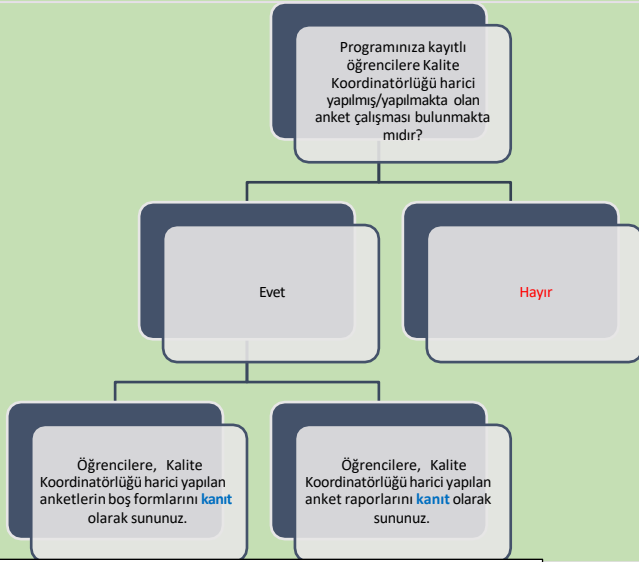 Programınıza kayıtlı
öğrencilere Kalite
Koordinatörlüğü harici
yapılmış/yapılmakta olan
anket çalışması bulunmakta
mıdır?
Evet
Hayır
Öğrencilere, Kalite
Koordinatörlüğü harici yapılan
anketlerin boş formlarını kanıt
olarak sununuz.
Öğrencilere, Kalite
Koordinatörlüğü harici yapılan
anket raporlarını kanıt olarak
sununuz.